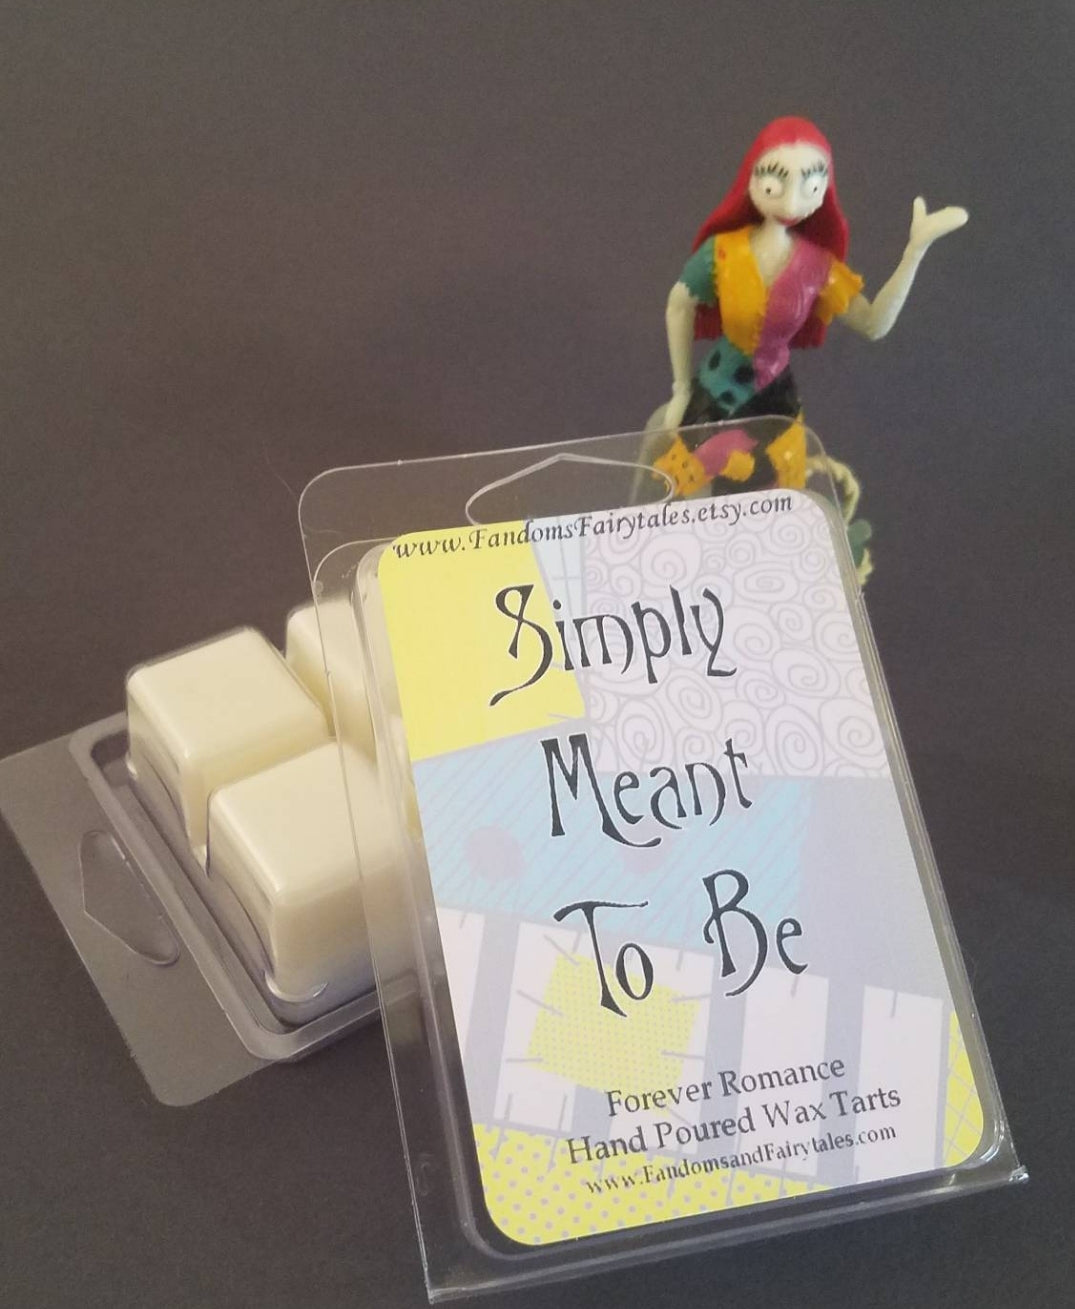 www.FandomsFairytales.etsy.com
Simply
Meant
To Be
Forever Romance
Hand Poured Wax Tarts
www.FandomsandFairytales.com